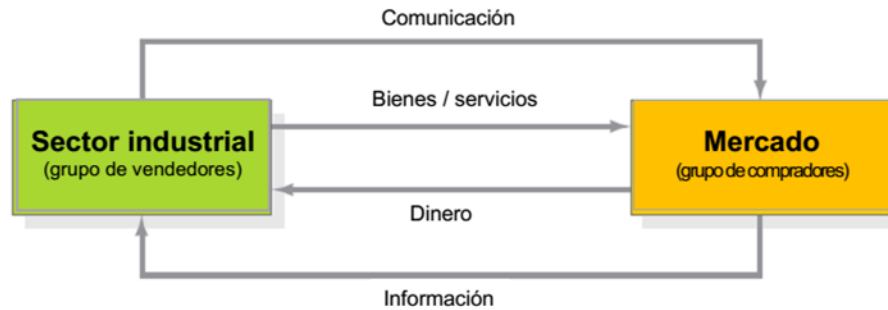 Comunicación
Bienes / servicios
Sector industrial
(grupo de vendedores)
Mercado
(grupo de compradores)
Dinero
Información